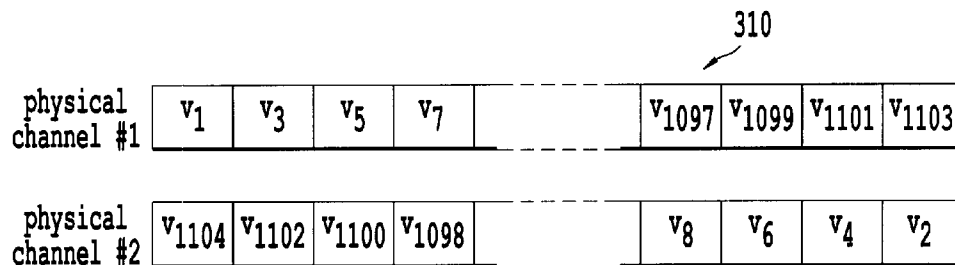 310
physical channel #1 v1 v3 v5 v7 v1097 v1099 v1101 v1103
physical channel #2 v1104 v1102 v1100 v1098 v8 v6 v4 v2